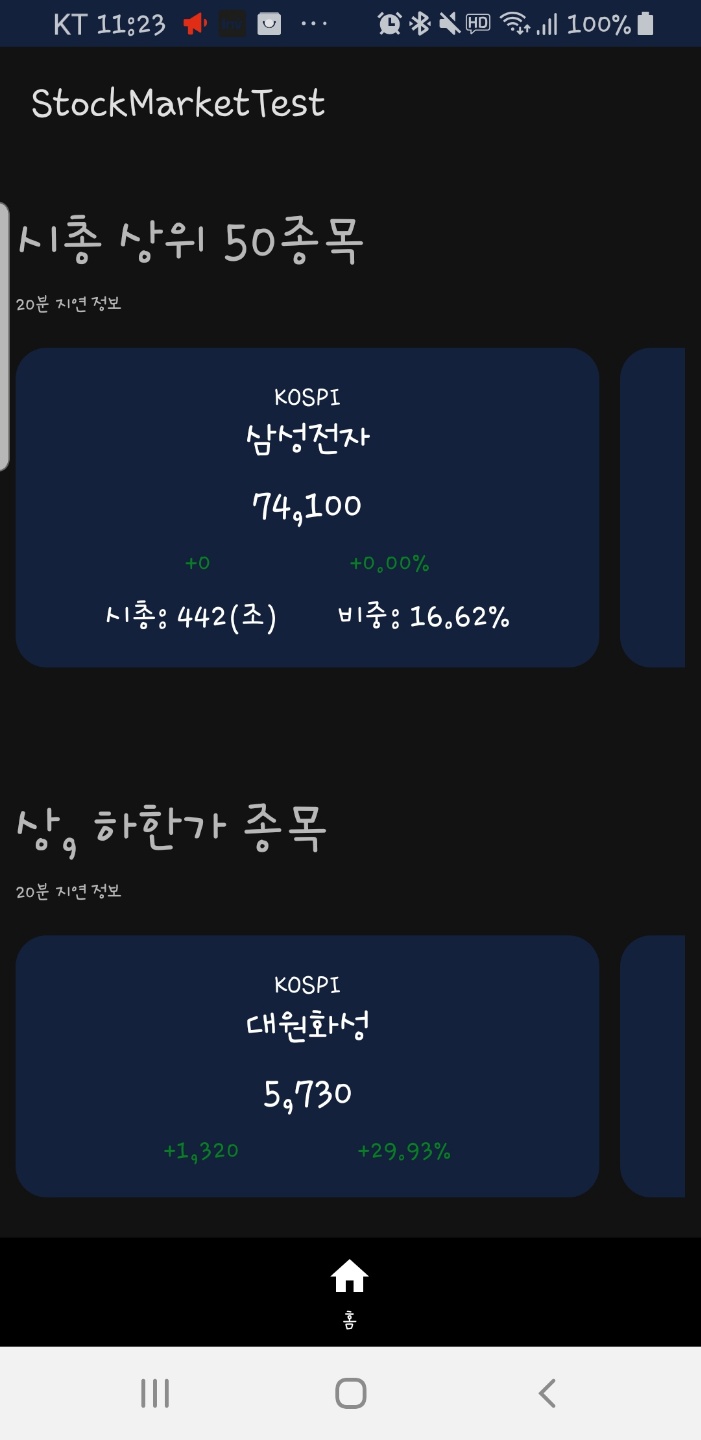 KT 11:23 HD 100%
StockMarketTest
시총 상위 50종목
20분 지연 정보
KOSPI
삼성전자
74,100
+0 +0.00%
시총: 442(조) 비중: 16.62%
상, 하한가 종목
20분 지연 정보
KOSPI
대원화성
5,730
+1,320 +29.93%
홈